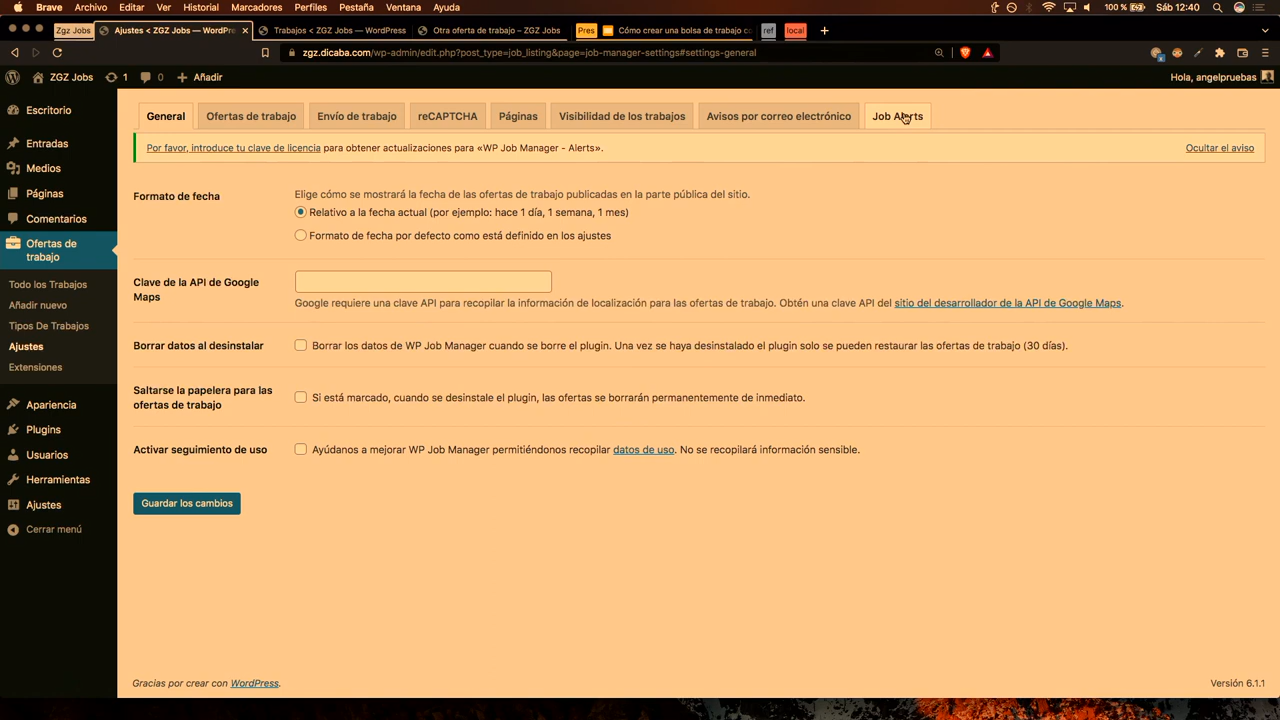 Brave Archivo Editar Ver Historial Marcadores Perfiles Pestaña Ventana Ayuda 100 % Sáb 12:40
Zgz Jobs Ajustes < ZGZ Jobs — WordPre Trabajos < ZGZ Jobs — WordPress Otra oferta de trabajo – ZGZ Jobs Pres Cómo crear una bolsa de trabajo co ref local
zgz.dicaba.com/wp-admin/edit.php?post_type=job_listing&page=job-manager-settings#settings-general
ZGZ Jobs 1 0 Añadir Hola, angelpruebas
Escritorio
Entradas
Medios
Páginas
Comentarios
Ofertas de
trabajo
Todo los Trabajos
Añadir nuevo
Tipos De Trabajos
Ajustes
Extensiones
Apariencia
Plugins
Usuarios
Herramientas
Ajustes
Cerrar menú
General Ofertas de trabajo Envío de trabajo reCAPTCHA Páginas Visibilidad de los trabajos Avisos por correo electrónico Job Alerts
Por favor, introduce tu clave de licencia para obtener actualizaciones para «WP Job Manager - Alerts». Ocultar el aviso
Formato de fecha
Elige cómo se mostrará la fecha de las ofertas de trabajo publicadas en la parte pública del sitio.
Relativo a la fecha actual (por ejemplo: hace 1 día, 1 semana, 1 mes)
Formato de fecha por defecto como está definido en los ajustes
Clave de la API de Google
Maps
Google requiere una clave API para recopilar la información de localización para las ofertas de trabajo. Obtén una clave API del sitio del desarrollador de la API de Google Maps.
Borrar datos al desinstalar
Borrar los datos de WP Job Manager cuando se borre el plugin. Una vez se haya desinstalado el plugin solo se pueden restaurar las ofertas de trabajo (30 días).
Saltarse la papelera para las
ofertas de trabajo
Si está marcado, cuando se desinstale el plugin, las ofertas se borrarán permanentemente de inmediato.
Activar seguimiento de uso
Ayúdanos a mejorar WP Job Manager permitiéndonos recopilar datos de uso. No se recopilará información sensible.
Guardar los cambios
Gracias por crear con WordPress. Versión 6.1.1